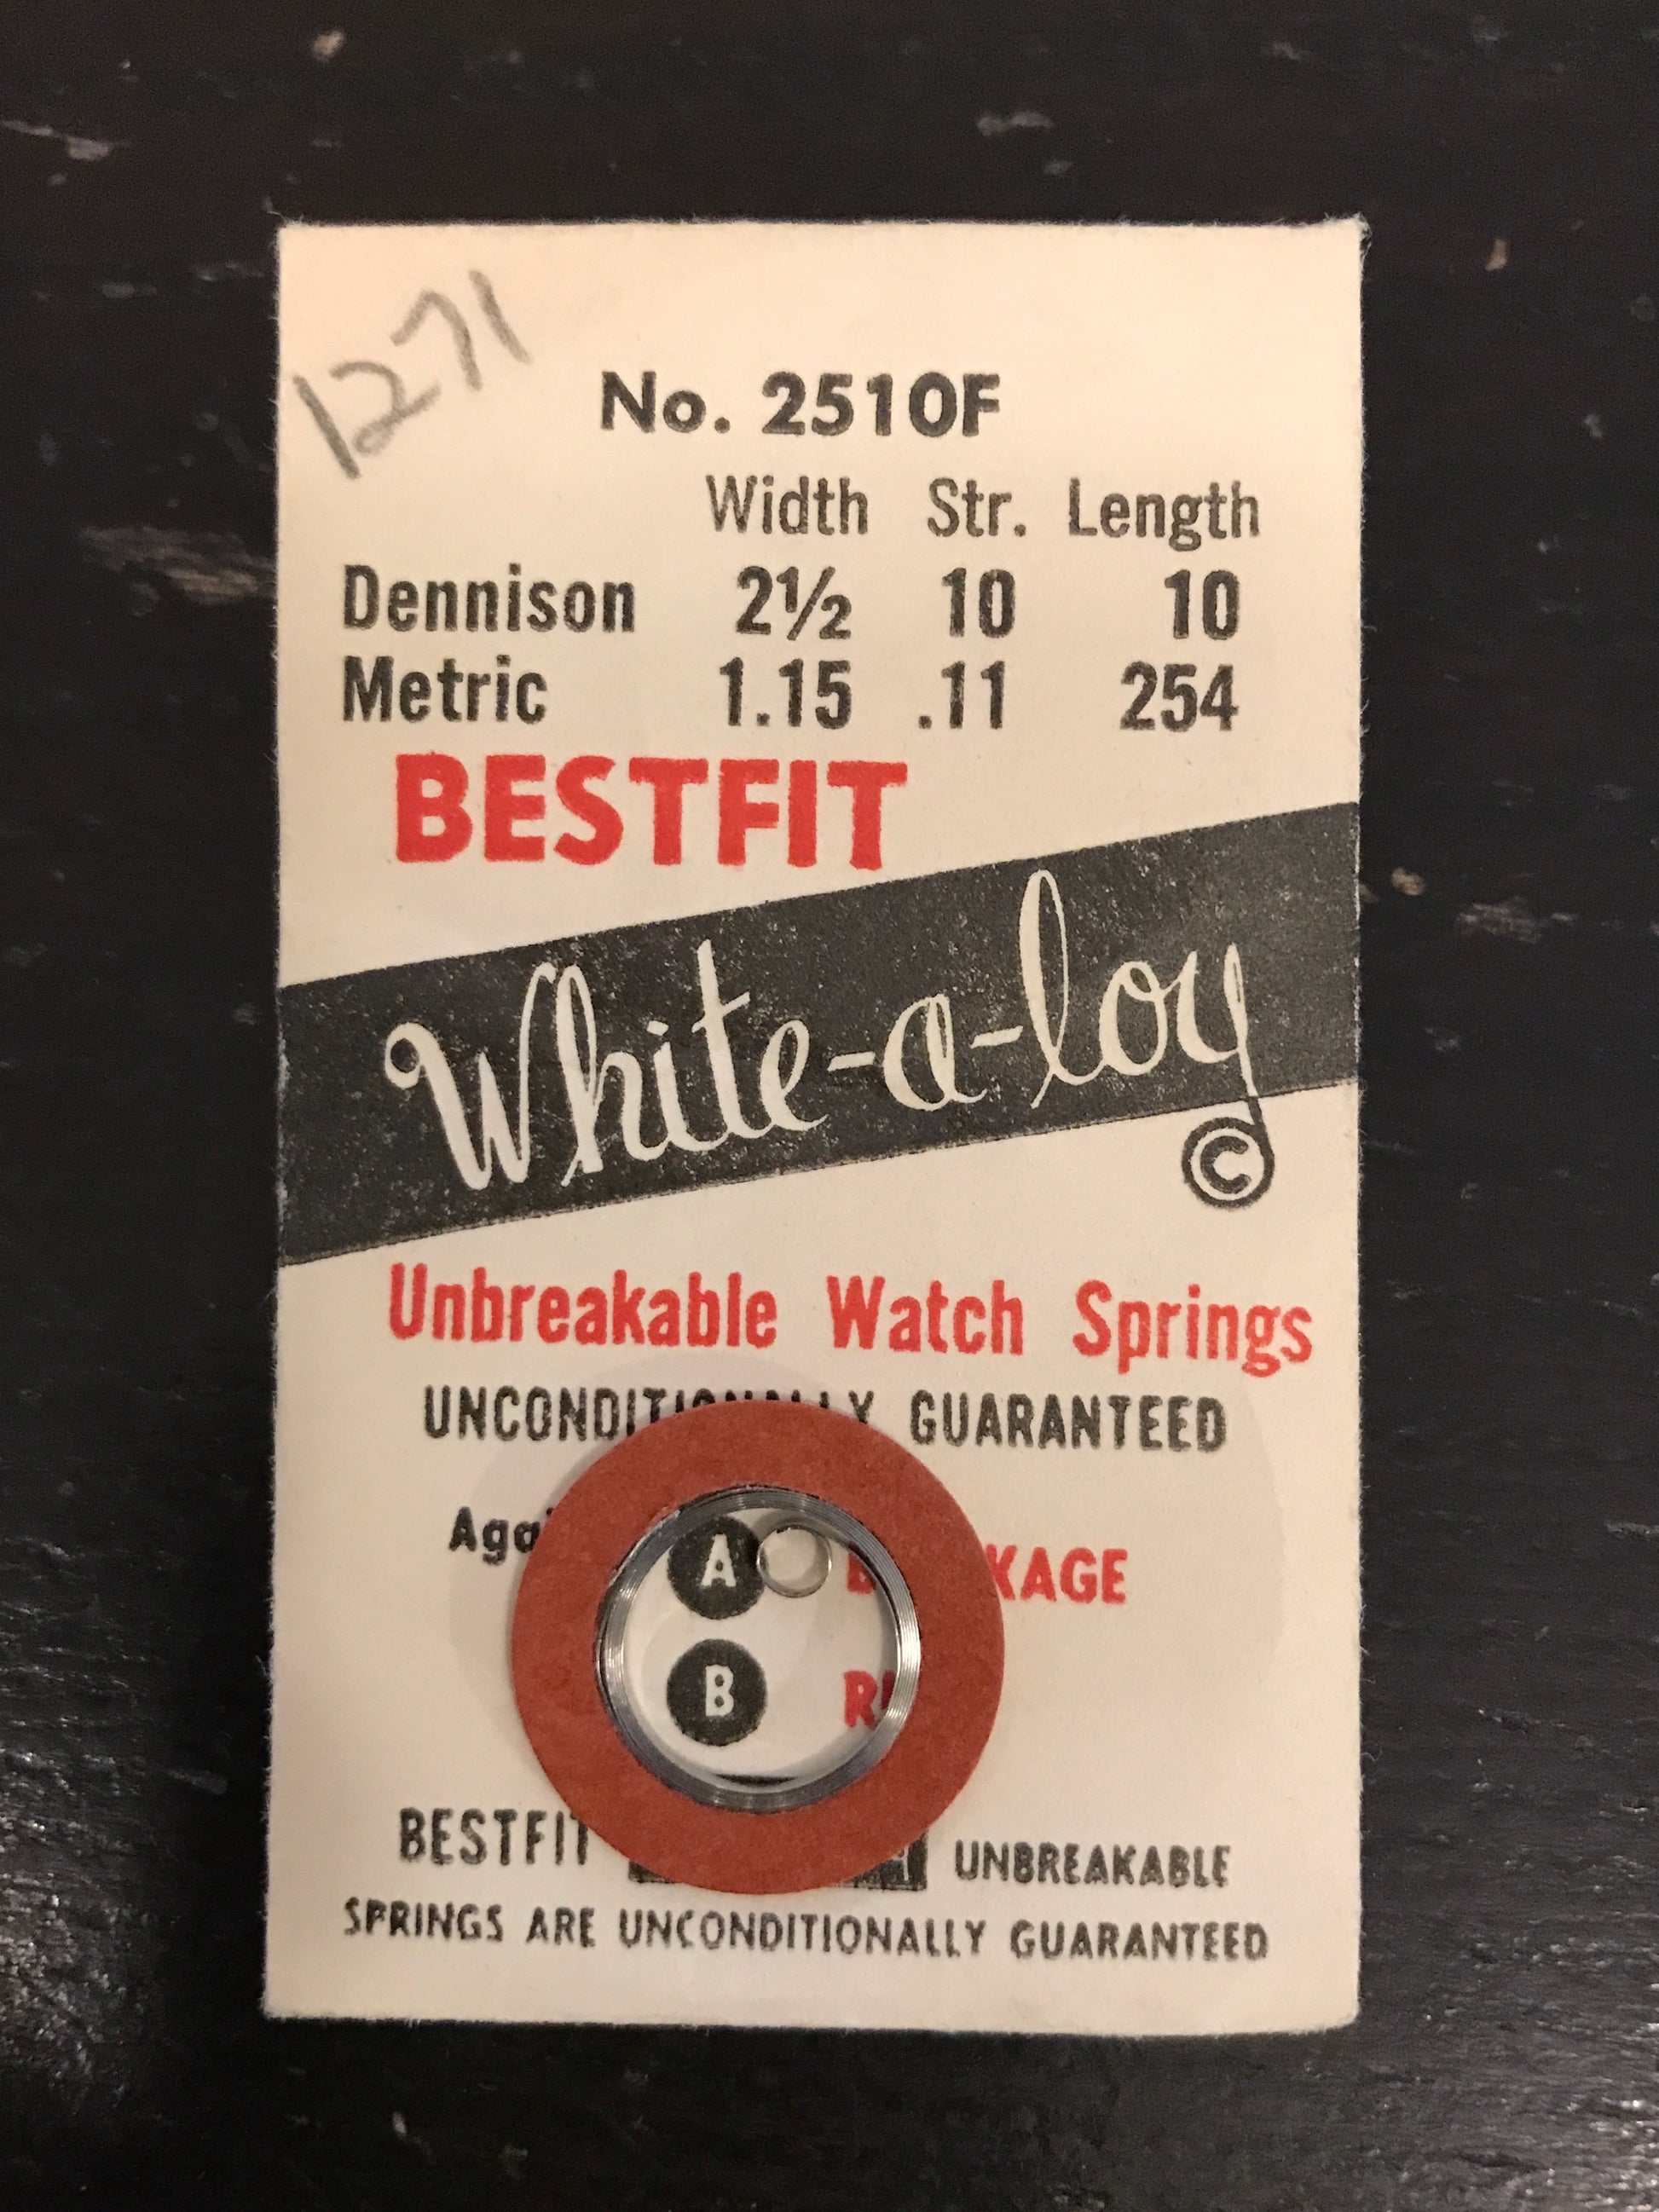 1271
No. 2510F
Width Str. Length
Dennison 2½ 10 10
Metric 1.15 .11 254
BESTFIT
White-a-loy
©
Unbreakable Watch Springs
GUARANTEED
A
B
BESTFIT UNBREAKABLE
SPRINGS ARE UNCONDITIONALLY GUARANTEED